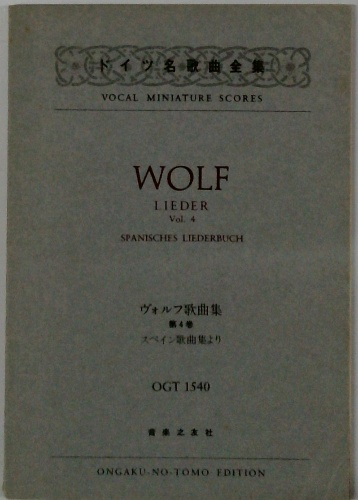 ドイツ名歌曲全集
VOCAL MINIATURE SCORES
WOLF
LIEDER
Vol. 4
SPANISCHES LIEDERBUCH
ヴォルフ歌曲集
第4巻
スペイン歌曲集より
OGT 1540
音楽之友社
ONGAKU-NO-TOMO EDITION